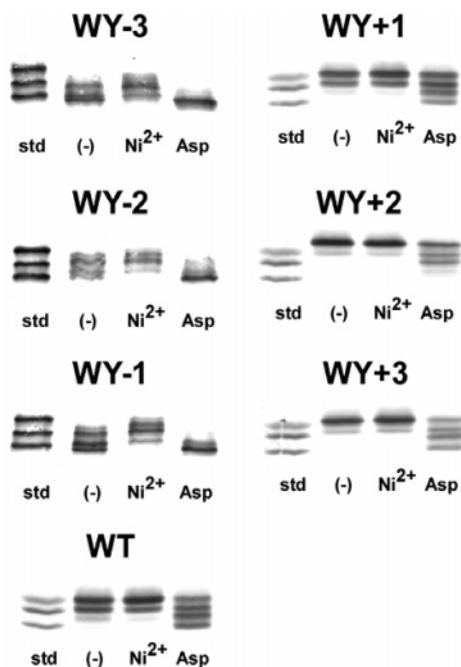 WY-3
std (-) Ni2+ Asp
WY-2
std (-) Ni2+ Asp
WY-1
std (-) Ni2+ Asp
WT
std (-) Ni2+ Asp
WY+1
std (-) Ni2+ Asp
WY+2
std (-) Ni2+ Asp
WY+3
std (-) Ni2+ Asp